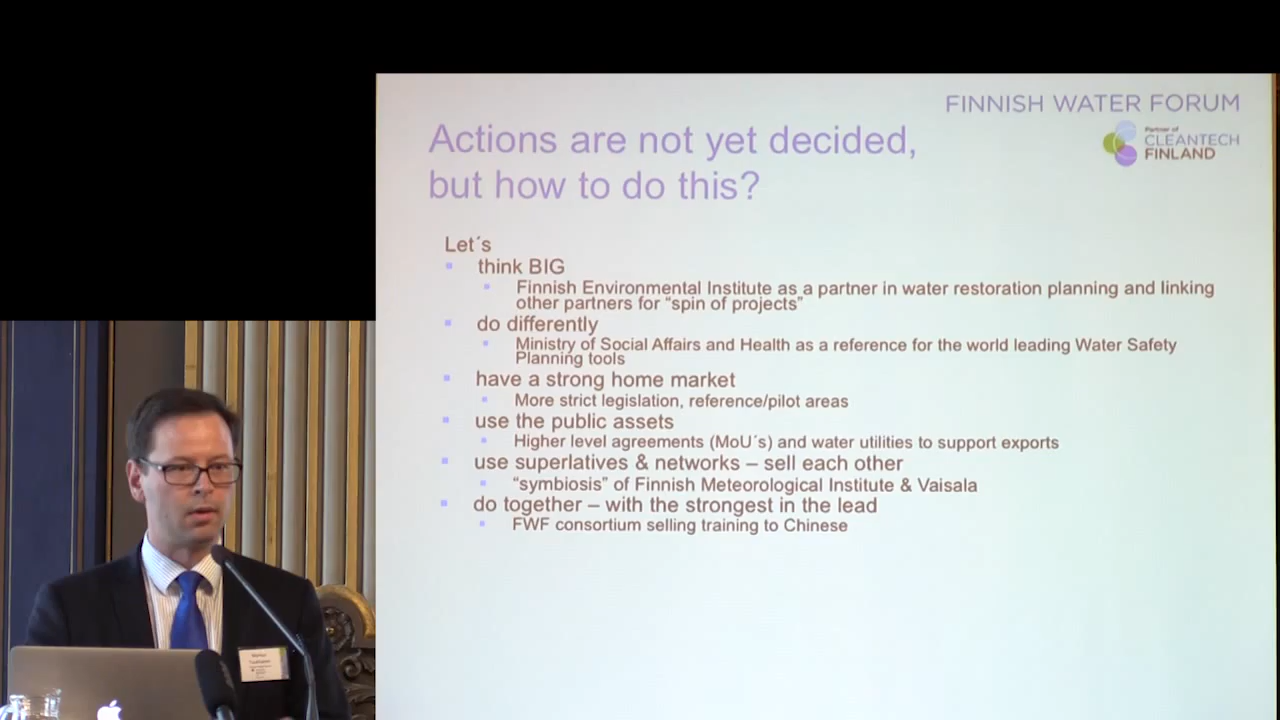 FINNISH WATER FORUM
Partner of
CLEANTECH
FINLAND
Actions are not yet decided,
but how to do this?
Let´s
think BIG
Finnish Environmental Institute as a partner in water restoration planning and linking
other partners for “spin of projects”
do differently
Ministry of Social Affairs and Health as a reference for the world leading Water Safety
Planning tools
have a strong home market
More strict legislation, reference/pilot areas
use the public assets
Higher level agreements (MoU´s) and water utilities to support exports
use superlatives & networks – sell each other
“symbiosis” of Finnish Meteorological Institute & Vaisala
do together – with the strongest in the lead
FWF consortium selling training to Chinese